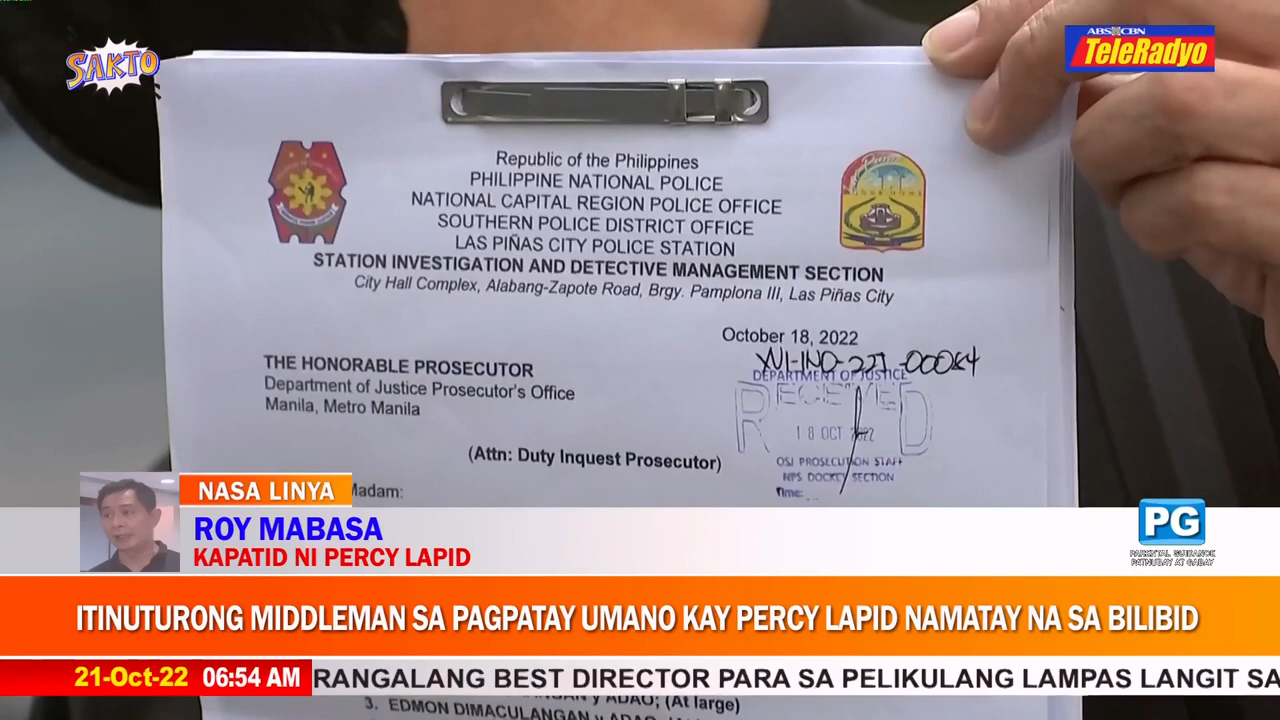 SAKTO
ABS-CBN
TeleRadyo
Republic of the Philippines
PHILIPPINE NATIONAL POLICE
NATIONAL CAPITAL REGION POLICE OFFICE
SOUTHERN POLICE DISTRICT OFFICE
LAS PIÑAS CITY POLICE STATION
STATION INVESTIGATION AND DETECTIVE MANAGEMENT SECTION
City Hall Complex, Alabang-Zapote Road, Brgy. Pamplona III, Las Piñas City
October 18, 2022
THE HONORABLE PROSECUTOR
DEPARTMENT OF JUSTICE
Department of Justice Prosecutor's Office
RECEIVED
Manila, Metro Manila
18 OCT 2022
(Attn: Duty Inquest Prosecutor)
OSJ PROSECUTION STAFF
NPS DOCKET SECTION
Time:
Madam:
NASA LINYA
ROY MABASA
KAPATID NI PERCY LAPID
PG
PARENTAL GUIDANCE
PATNUBAY AT GABAY
ITINUTURONG MIDDLEMAN SA PAGPATAY UMANO KAY PERCY LAPID NAMATAY NA SA BILIBID
21-Oct-22 06:54 AM RANGALANG BEST DIRECTOR PARA SA PELIKULANG LAMPAS LANGIT SA
ADAO; (At large)
3. EDMON DIMACULANGAN y